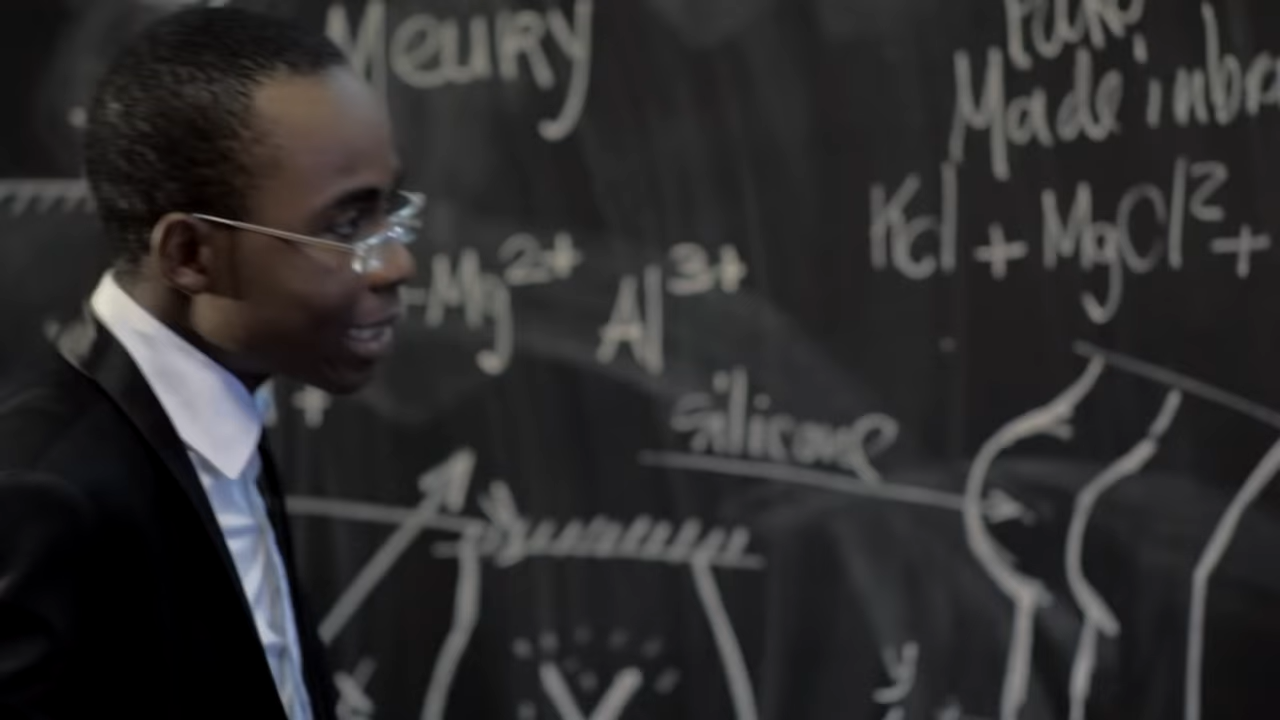 Meury
Made inbr
Kcl + MgCl² +
Mg²⁺ Al³⁺
+
silicone
x
y